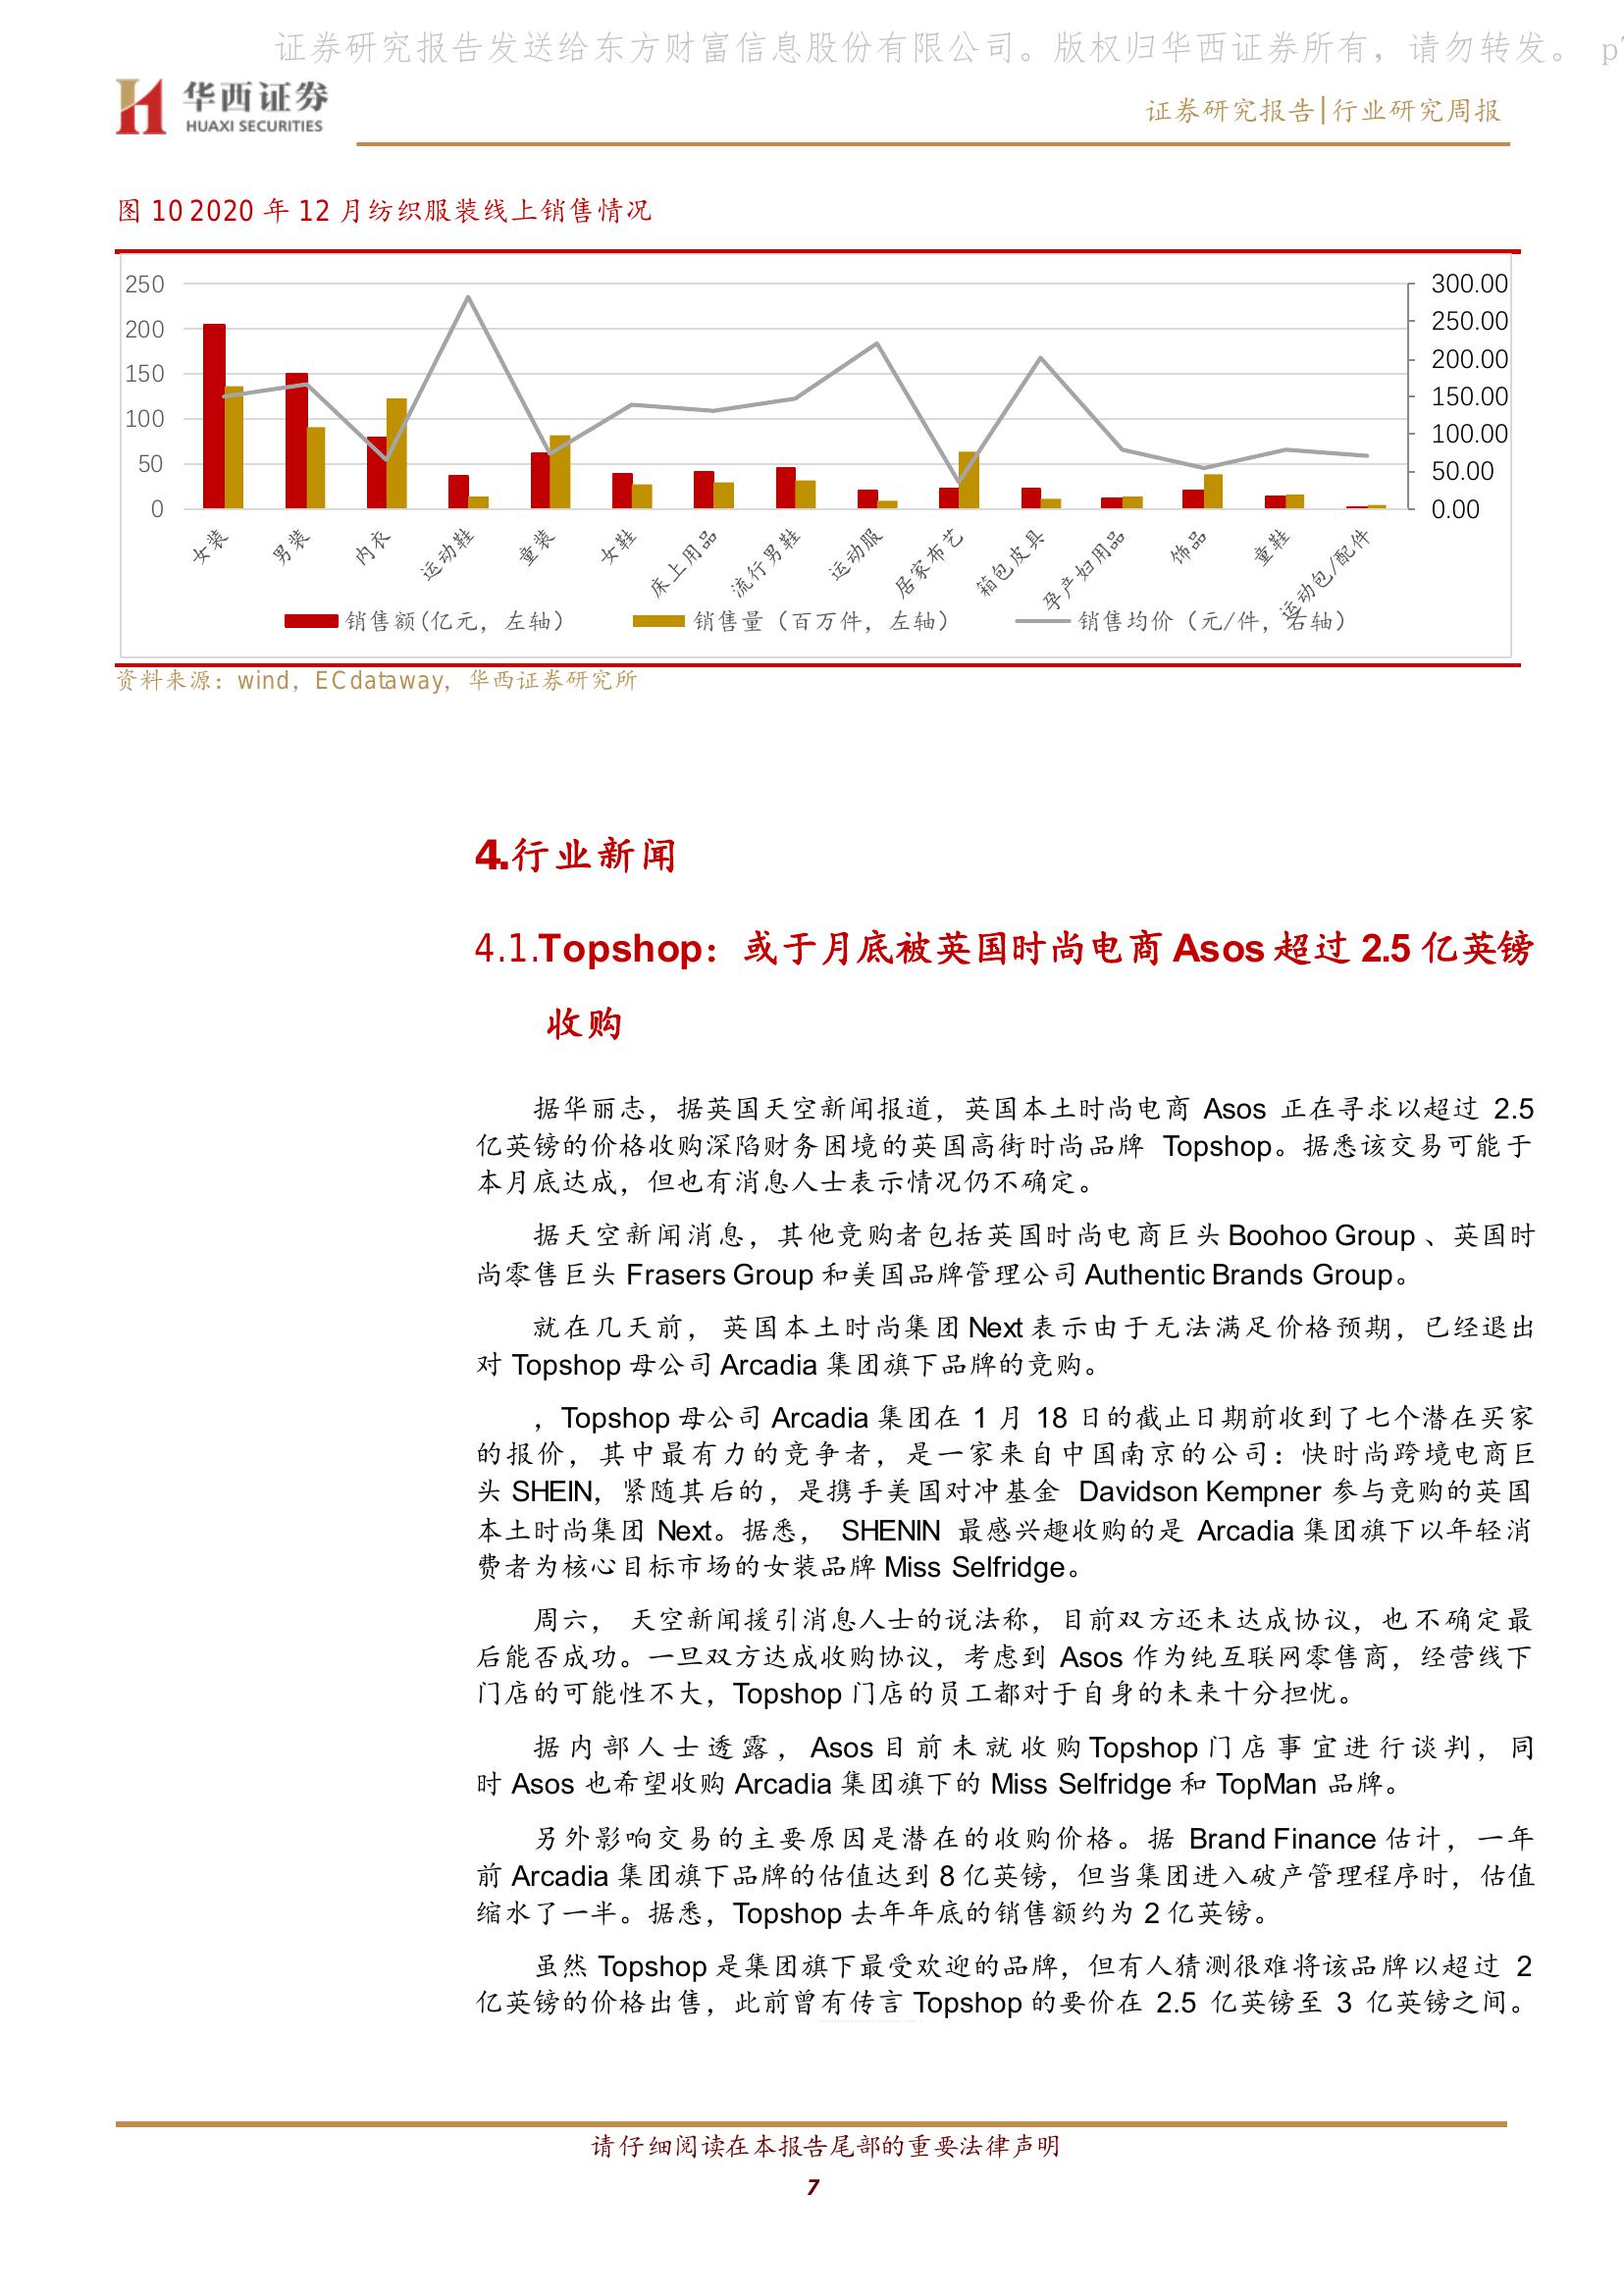 证券研究报告发送给东方财富信息股份有限公司。版权归华西证券所有，请勿转发。 p7
华西证券
HUAXI SECURITIES
证券研究报告|行业研究周报
图 10 2020 年 12 月纺织服装线上销售情况
250
200
150
100
50
0
300.00
250.00
200.00
150.00
100.00
50.00
0.00
女装
男装
内衣
运动鞋
童装
女鞋
床上用品
流行男鞋
运动服
居家布艺
箱包皮具
孕产妇用品
饰品
童鞋
运动包/配件
销售额(亿元，左轴）
销售量（百万件，左轴）
销售均价（元/件，右轴）
资料来源：wind，ECdataway，华西证券研究所
4.行业新闻
4.1.Topshop：或于月底被英国时尚电商 Asos 超过 2.5 亿英镑
收购
据华丽志，据英国天空新闻报道，英国本土时尚电商 Asos 正在寻求以超过 2.5
亿英镑的价格收购深陷财务困境的英国高街时尚品牌 Topshop。据悉该交易可能于
本月底达成，但也有消息人士表示情况仍不确定。
据天空新闻消息，其他竞购者包括英国时尚电商巨头 Boohoo Group 、英国时
尚零售巨头 Frasers Group 和美国品牌管理公司 Authentic Brands Group。
就在几天前， 英国本土时尚集团 Next 表示由于无法满足价格预期，已经退出
对 Topshop 母公司 Arcadia 集团旗下品牌的竞购。
，Topshop 母公司 Arcadia 集团在 1 月 18 日的截止日期前收到了七个潜在买家
的报价，其中最有力的竞争者，是一家来自中国南京的公司：快时尚跨境电商巨
头 SHEIN，紧随其后的，是携手美国对冲基金 Davidson Kempner 参与竞购的英国
本土时尚集团 Next。据悉， SHENIN 最感兴趣收购的是 Arcadia 集团旗下以年轻消
费者为核心目标市场的女装品牌 Miss Selfridge。
周六， 天空新闻援引消息人士的说法称，目前双方还未达成协议，也不确定最
后能否成功。一旦双方达成收购协议，考虑到 Asos 作为纯互联网零售商，经营线下
门店的可能性不大，Topshop 门店的员工都对于自身的未来十分担忧。
据内部人士透露，Asos 目前未就收购 Topshop 门店事宜进行谈判，同
时 Asos 也希望收购 Arcadia 集团旗下的 Miss Selfridge 和 TopMan 品牌。
另外影响交易的主要原因是潜在的收购价格。据 Brand Finance 估计，一年
前 Arcadia 集团旗下品牌的估值达到 8 亿英镑，但当集团进入破产管理程序时，估值
缩水了一半。据悉，Topshop 去年年底的销售额约为 2 亿英镑。
虽然 Topshop 是集团旗下最受欢迎的品牌，但有人猜测很难将该品牌以超过 2
亿英镑的价格出售，此前曾有传言 Topshop 的要价在 2.5 亿英镑至 3 亿英镑之间。
请仔细阅读在本报告尾部的重要法律声明
7